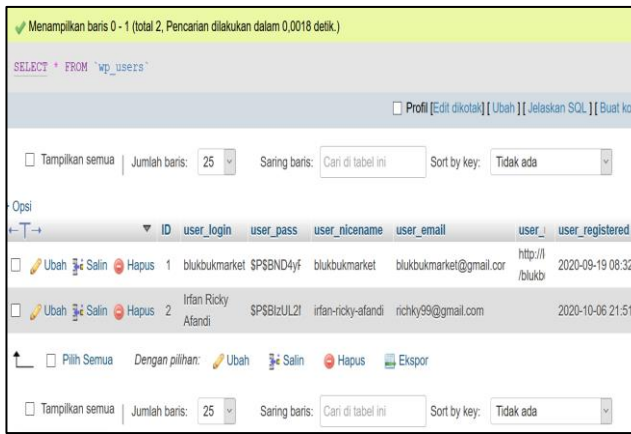 Menampilkan baris 0 - 1 (total 2, Pencarian dilakukan dalam 0,0018 detik.)
SELECT * FROM `wp_users`
Profil [Edit dikotak] [ Ubah ] [ Jelaskan SQL ] [ Buat ko
Tampilkan semua | Jumlah baris: 25 Saring baris: Cari di tabel ini Sort by key: Tidak ada
Opsi
←T→ ▼ ID user_login user_pass user_nicename user_email user_ user_registered
Ubah Salin Hapus 1 blukbukmarket $P$BND4yF blukbukmarket blukbukmarket@gmail.cor http://l /blukb 2020-09-19 08:32
Ubah Salin Hapus 2 Irfan Ricky Afandi $P$BIzUL2f irfan-ricky-afandi richky99@gmail.com 2020-10-06 21:51
Pilih Semua Dengan pilihan: Ubah Salin Hapus Ekspor
Tampilkan semua | Jumlah baris: 25 Saring baris: Cari di tabel ini Sort by key: Tidak ada